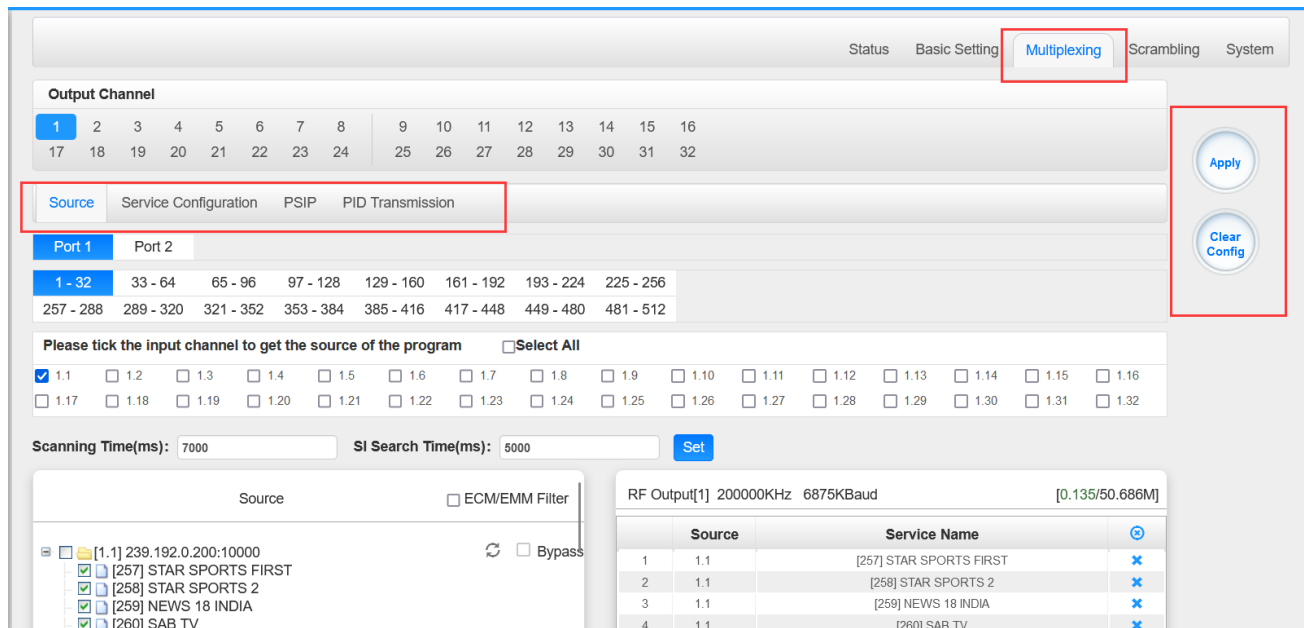 Status Basic Setting Multiplexing Scrambling System
Output Channel
1 2 3 4 5 6 7 8 9 10 11 12 13 14 15 16
17 18 19 20 21 22 23 24 25 26 27 28 29 30 31 32
Apply
Source Service Configuration PSIP PID Transmission
Clear
Config
Port 1 Port 2
1 - 32 33 - 64 65 - 96 97 - 128 129 - 160 161 - 192 193 - 224 225 - 256
257 - 288 289 - 320 321 - 352 353 - 384 385 - 416 417 - 448 449 - 480 481 - 512
Please tick the input channel to get the source of the program Select All
1.1 1.2 1.3 1.4 1.5 1.6 1.7 1.8 1.9 1.10 1.11 1.12 1.13 1.14 1.15 1.16
1.17 1.18 1.19 1.20 1.21 1.22 1.23 1.24 1.25 1.26 1.27 1.28 1.29 1.30 1.31 1.32
Scanning Time(ms): 7000 SI Search Time(ms): 5000 Set
Source ECM/EMM Filter
[1.1] 239.192.0.200:10000 Bypass
[257] STAR SPORTS FIRST
[258] STAR SPORTS 2
[259] NEWS 18 INDIA
[260] SAB TV
RF Output[1] 200000KHz 6875KBaud [0.135/50.686M]
Source Service Name
1 1.1 [257] STAR SPORTS FIRST
2 1.1 [258] STAR SPORTS 2
3 1.1 [259] NEWS 18 INDIA
4 1.1 [260] SAB TV